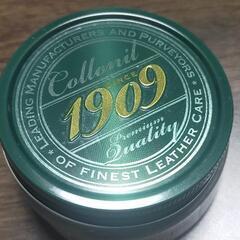 LEADING MANUFACTURERS AND PURVEYORS
Collonil
SINCE
1909
Premium
Quality
OF FINEST LEATHER CARE